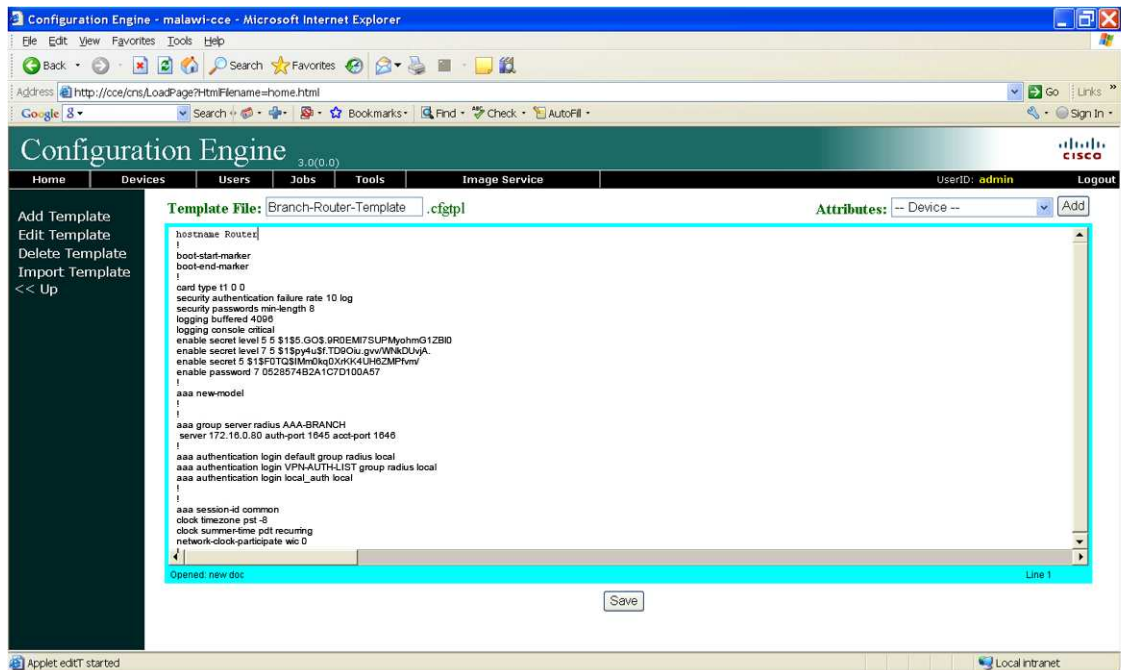 Configuration Engine - malawi-cce - Microsoft Internet Explorer
File Edit View Favorites Tools Help
Back Search Favorites
Address http://cce/cns/LoadPage?HtmlFilename=home.html Go Links »
Google Search Bookmarks Find Check AutoFill Sign In
Configuration Engine 3.0(0.0)
CISCO
Home Devices Users Jobs Tools Image Service UserID: admin Logout
Add Template
Edit Template
Delete Template
Import Template
<< Up
Template File: Branch-Router-Template .cfgtpl Attributes: -- Device -- Add
hostname Router
!
boot-start-marker
boot-end-marker
!
card type t1 0 0
security authentication failure rate 10 log
security passwords min-length 8
logging buffered 4096
logging console critical
enable secret level 5 5 $1$5.GO$.9R0EMI7SUPMyohmG1ZBI0
enable secret level 7 5 $1$py4u$f.TD9Oiu.gvv/WNkDUvjA.
enable secret 5 $1$F0TQ$IMm0kq0XrKK4UH6ZMPfvm/
enable password 7 0528574B2A1C7D100A57
!
aaa new-model
!
!
aaa group server radius AAA-BRANCH
server 172.16.0.80 auth-port 1645 acct-port 1646
!
aaa authentication login default group radius local
aaa authentication login VPN-AUTH-LIST group radius local
aaa authentication login local_auth local
!
!
aaa session-id common
clock timezone pst -8
clock summer-time pdt recurring
network-clock-participate wic 0
!
Opened: new doc Line 1
Save
Applet editT started Local intranet